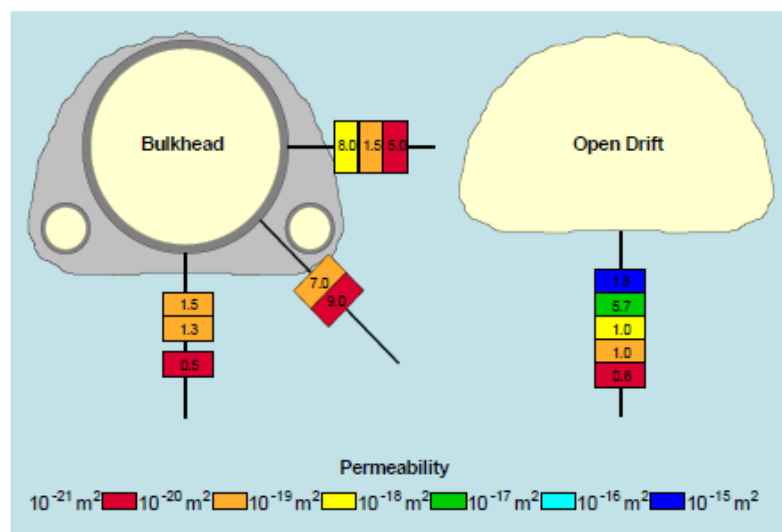 Bulkhead
8.0 1.5 5.0
Open Drift
7.0
9.0
1.5
1.3
0.5
1.8
5.7
1.0
1.0
0.8
Permeability
10⁻²¹ m² 10⁻²⁰ m² 10⁻¹⁹ m² 10⁻¹⁸ m² 10⁻¹⁷ m² 10⁻¹⁶ m² 10⁻¹⁵ m²